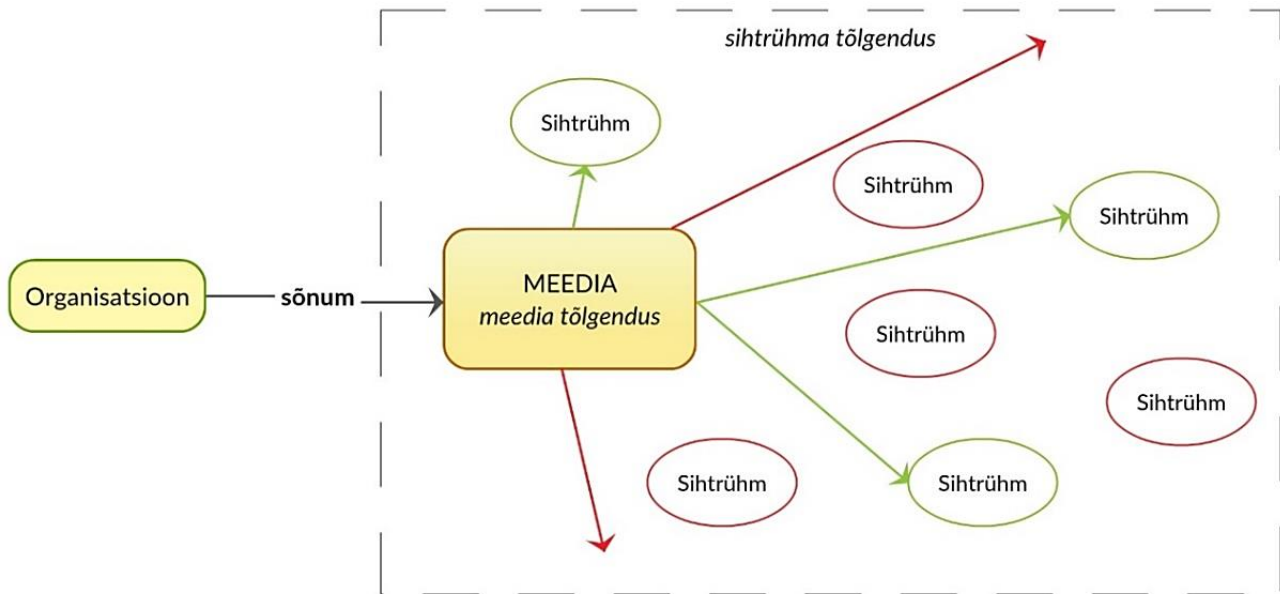 sihtrühma tõlgendus
Sihtrühm
Sihtrühm
Sihtrühm
Organisatsioon
sõnum
MEEDIA
meedia tõlgendus
Sihtrühm
Sihtrühm
Sihtrühm
Sihtrühm